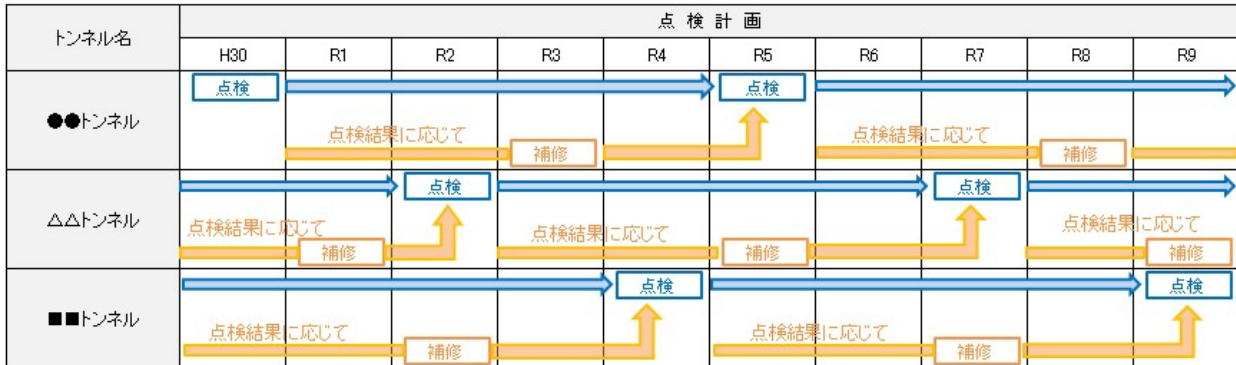 トンネル名
点検計画
H30 R1 R2 R3 R4 R5 R6 R7 R8 R9
●●トンネル
点検 点検
点検結果に応じて 点検結果に応じて
補修 補修
△△トンネル
点検 点検
点検結果に応じて 点検結果に応じて 点検結果に応じて
補修 補修 補修
■■トンネル
点検 点検
点検結果に応じて 点検結果に応じて
補修 補修